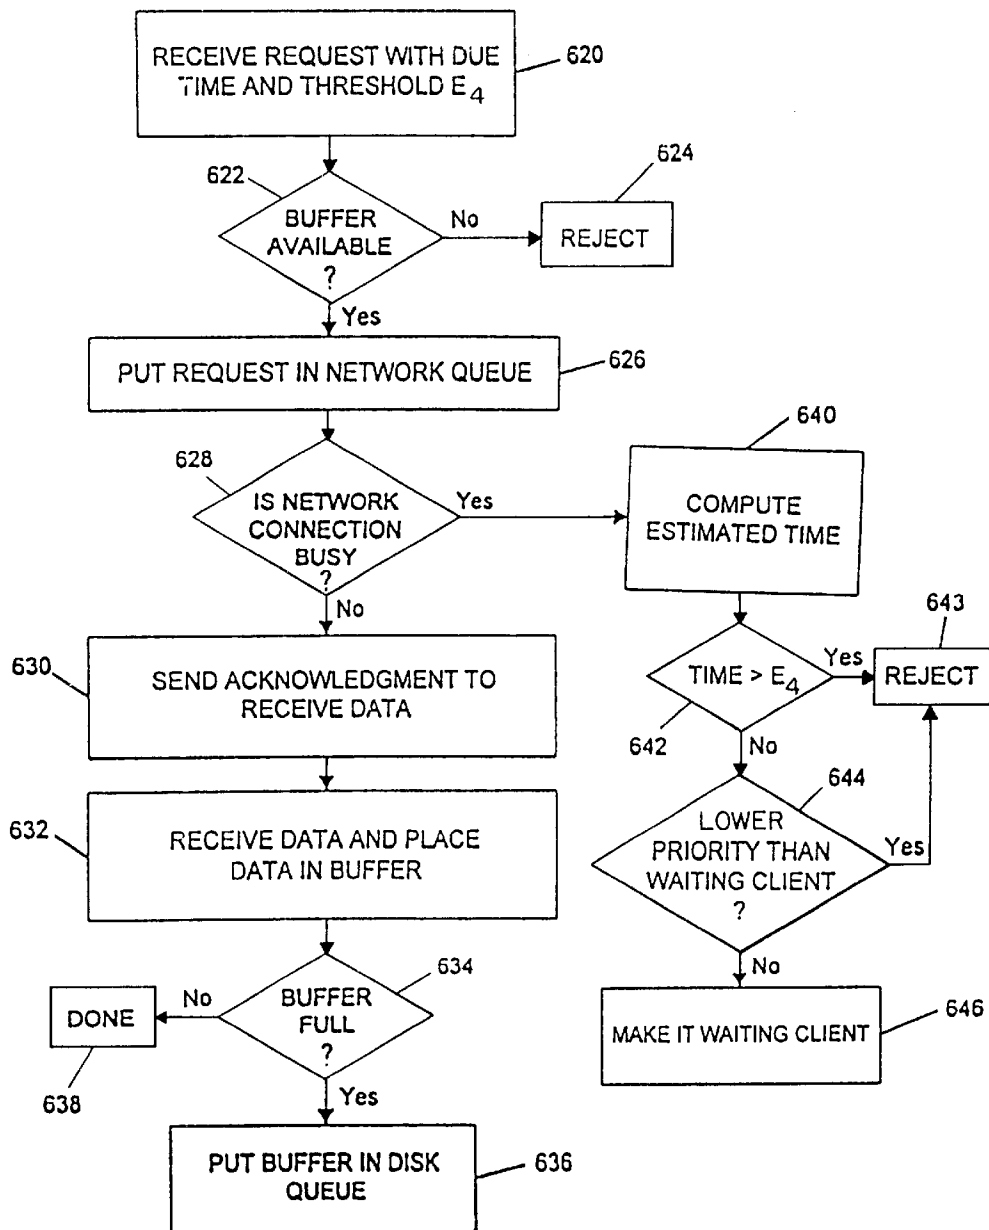 RECEIVE REQUEST WITH DUE
TIME AND THRESHOLD E4
620
622
BUFFER
AVAILABLE
?
No
624
REJECT
Yes
PUT REQUEST IN NETWORK QUEUE
626
628
IS NETWORK
CONNECTION
BUSY
?
Yes
640
COMPUTE
ESTIMATED TIME
No
630
SEND ACKNOWLEDGMENT TO
RECEIVE DATA
TIME > E4
642
Yes
643
REJECT
No
632
RECEIVE DATA AND PLACE
DATA IN BUFFER
644
LOWER
PRIORITY THAN
WAITING CLIENT
?
Yes
No
634
BUFFER
FULL
?
No
DONE
638
MAKE IT WAITING CLIENT
646
Yes
PUT BUFFER IN DISK
QUEUE
636